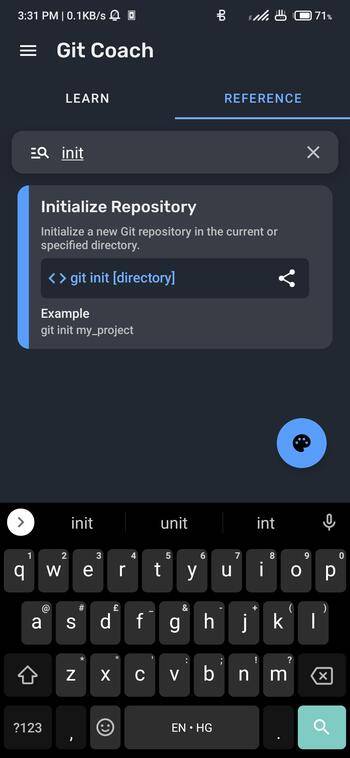 3:31 PM | 0.1KB/s 71%
Git Coach
LEARN REFERENCE
init
Initialize Repository
Initialize a new Git repository in the current or
specified directory.
<> git init [directory]
Example
git init my_project
init unit int
1 2 3 4 5 6 7 8 9 0
q w e r t y u i o p
@ # £ _ & - + ( )
a s d f g h j k l
* " ' : ; ! ?
z x c v b n m
?123 , EN • HG .